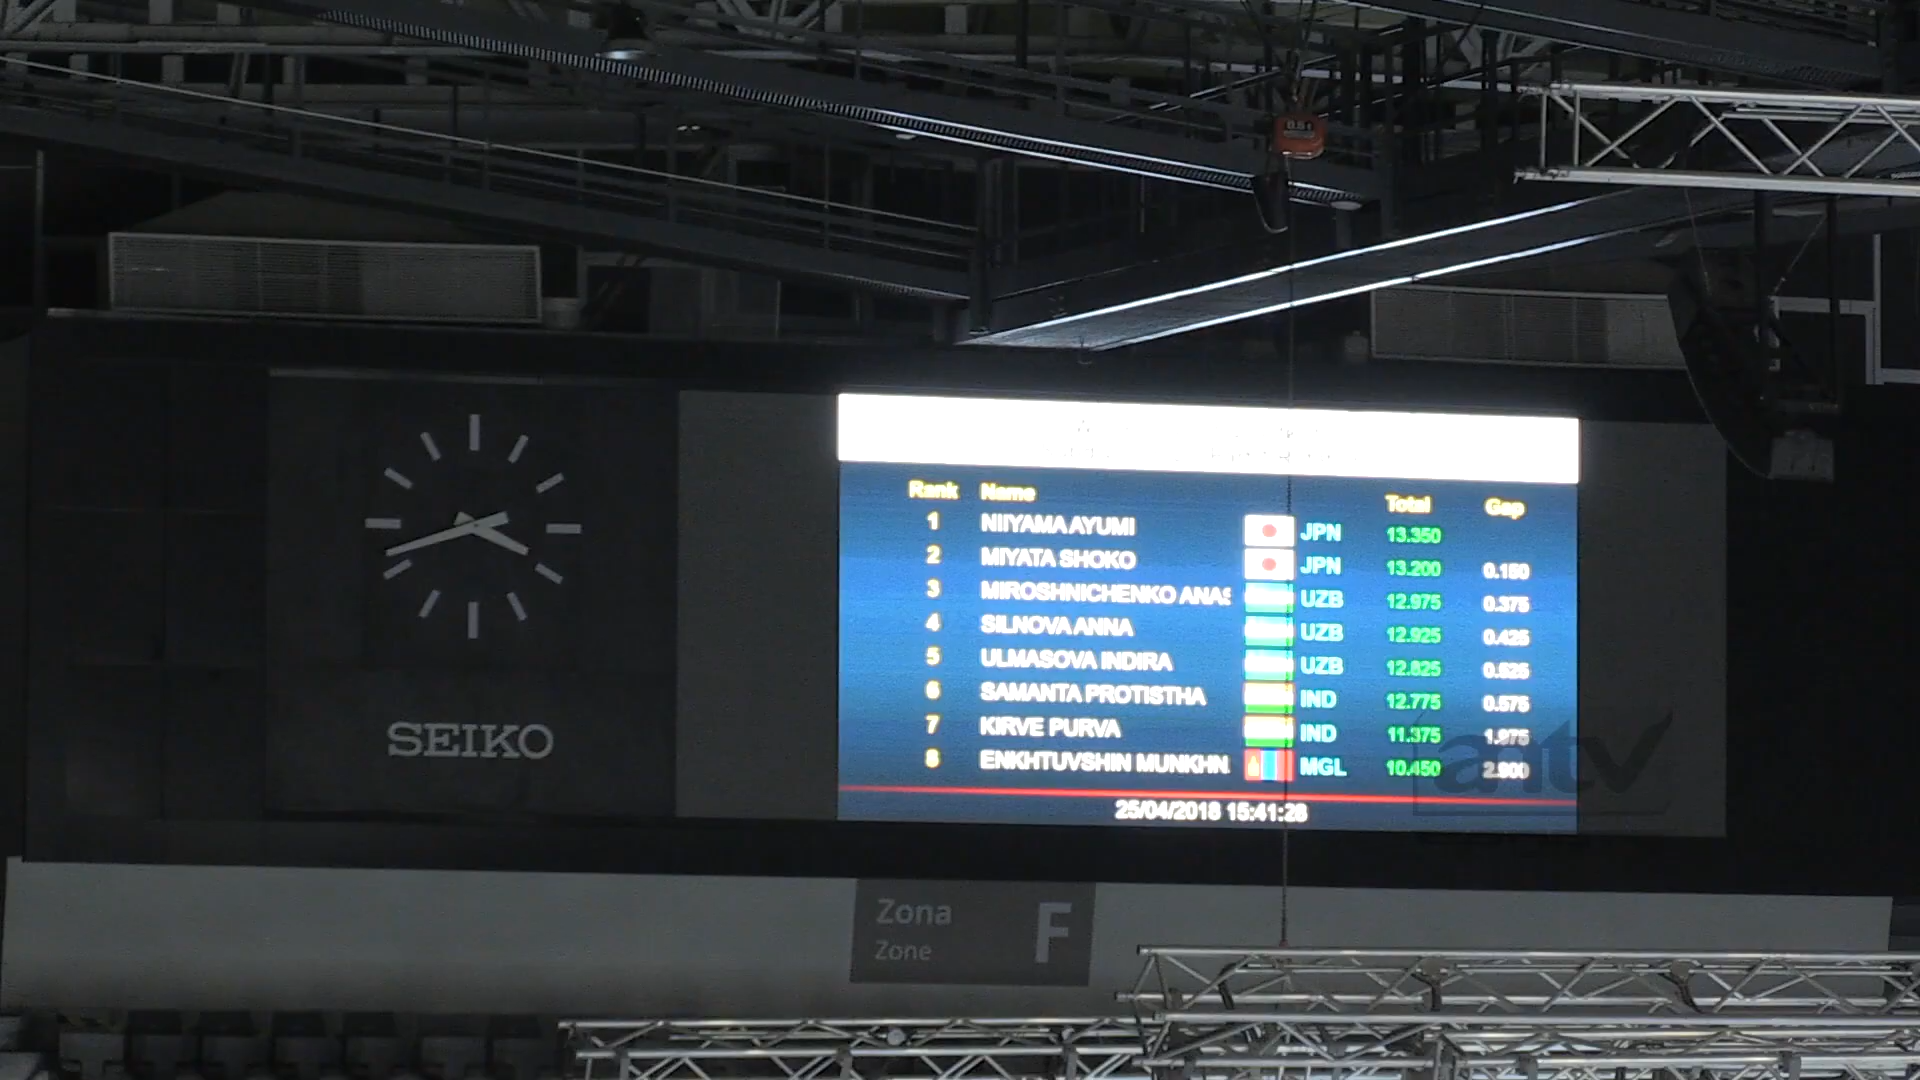 0.5 t
Rank Name Total Gap
1 NIIYAMA AYUMI JPN 13.350
2 MIYATA SHOKO JPN 13.200 0.150
3 MIROSHNICHENKO ANAS UZB 12.975 0.375
4 SILNOVA ANNA UZB 12.925 0.425
5 ULMASOVA INDIRA UZB 12.825 0.525
6 SAMANTA PROTISTHA IND 12.775 0.575
7 KIRVE PURVA IND 11.375 1.975
8 ENKHTUVSHIN MUNKHN. MGL 10.450 2.900
25/04/2018 15:41:28
SEIKO
antv
Zona
Zone
F